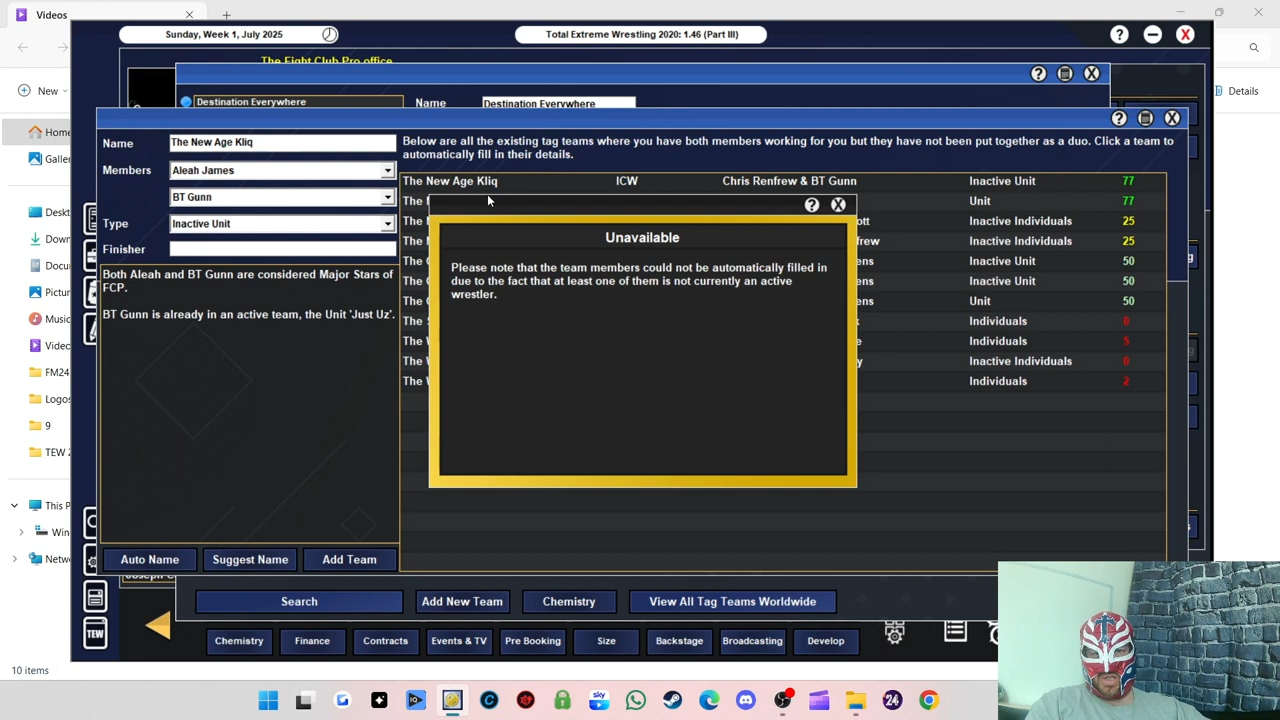 Videos
Sunday, Week 1, July 2025
Total Extreme Wrestling 2020: 1.46 (Part III)
The Fight Club Pro office
Destination Everywhere
Name
Destination Everywhere
New
Details
Name
The New Age Kliq
Members
Aleah James
BT Gunn
Type
Inactive Unit
Finisher
Both Aleah and BT Gunn are considered Major Stars of
FCP.
BT Gunn is already in an active team, the Unit 'Just Uz'.
Auto Name
Suggest Name
Add Team
Below are all the existing tag teams where you have both members working for you but they have not been put together as a duo. Click a team to
automatically fill in their details.
The New Age Kliq ICW Chris Renfrew & BT Gunn Inactive Unit 77
Unit 77
Inactive Individuals 25
Inactive Individuals 25
Individuals 50
Inactive Unit 50
Unit 50
Individuals 0
Individuals 5
Inactive Individuals 0
Individuals 2
Unavailable
Please note that the team members could not be automatically filled in
due to the fact that at least one of them is not currently an active
wrestler.
Search
Add New Team
Chemistry
View All Tag Teams Worldwide
Chemistry
Finance
Contracts
Events & TV
Pre Booking
Size
Backstage
Broadcasting
Develop
TEW
Home
Galler
Deskt
Down
Docu
Pictur
Music
Video
FM24
Logos
9
TEW 2
This P
Wind
Netw
10 items
sky
24